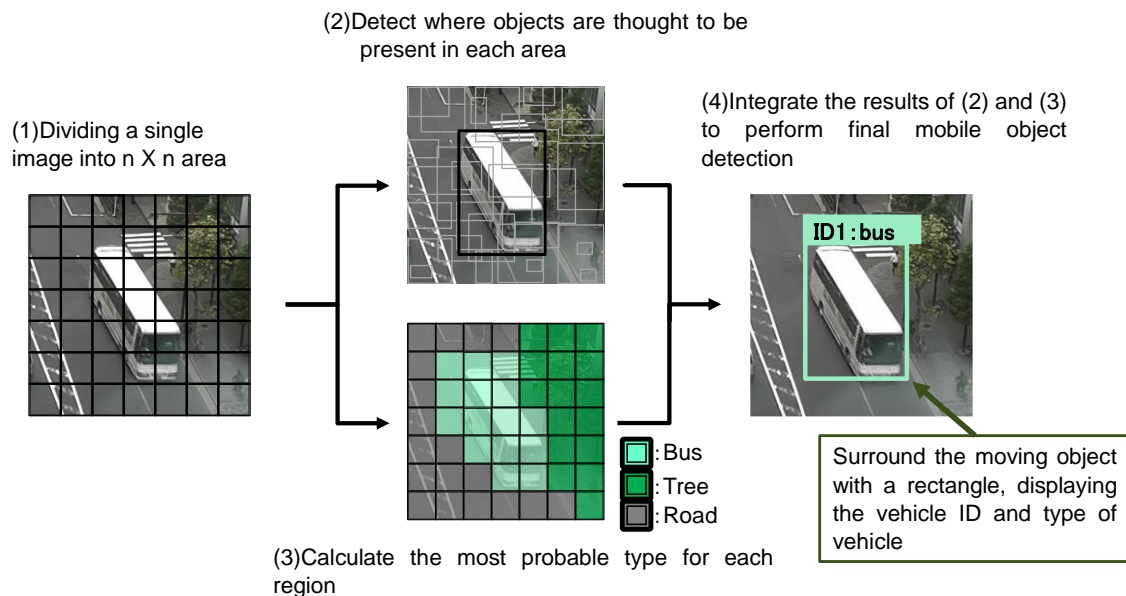 (1)Dividing a single
image into n X n area
(2)Detect where objects are thought to be
present in each area
(3)Calculate the most probable type for each
region
:Bus
:Tree
:Road
(4)Integrate the results of (2) and (3)
to perform final mobile object
detection
ID1:bus
Surround the moving object
with a rectangle, displaying
the vehicle ID and type of
vehicle